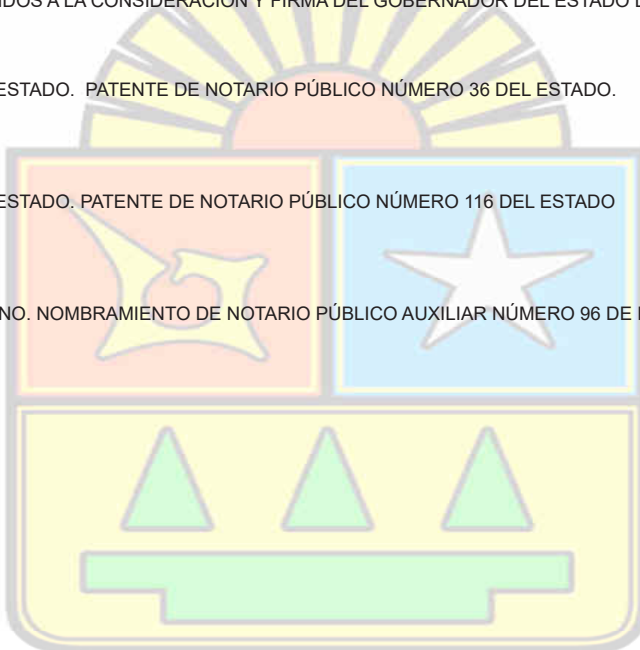 A LA CONSIDERACIÓN Y FIRMA DEL GOBERNADOR DEL ESTADO
ESTADO. PATENTE DE NOTARIO PÚBLICO NÚMERO 36 DEL ESTADO.
ESTADO. PATENTE DE NOTARIO PÚBLICO NÚMERO 116 DEL ESTADO
NO. NOMBRAMIENTO DE NOTARIO PÚBLICO AUXILIAR NÚMERO 96 DE